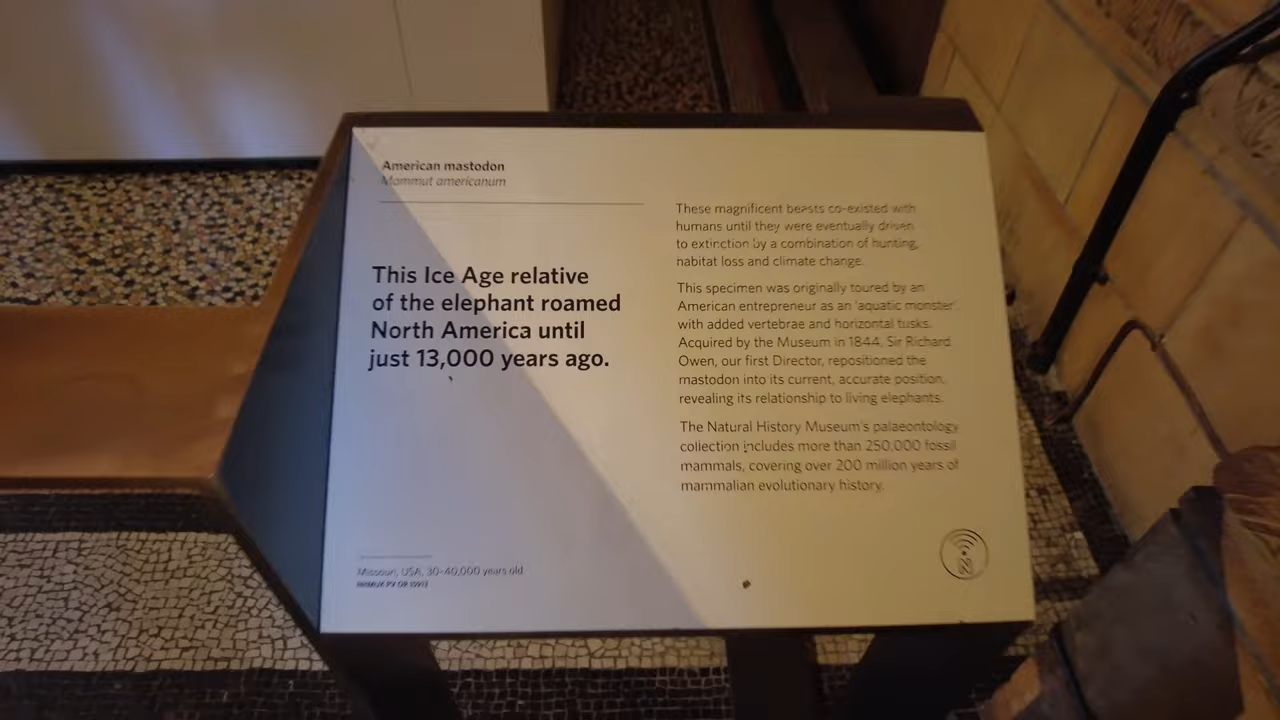 American mastodon
Mammut americanum
This Ice Age relative
of the elephant roamed
North America until
just 13,000 years ago.
Missouri, USA, 30-40,000 years old
These magnificent beasts co-existed with
humans until they were eventually driven
to extinction by a combination of hunting,
habitat loss and climate change.
This specimen was originally toured by an
American entrepreneur as an 'aquatic monster'
with added vertebrae and horizontal tusks.
Acquired by the Museum in 1844, Sir Richard
Owen, our first Director, repositioned the
mastodon into its current, accurate position,
revealing its relationship to living elephants.
The Natural History Museum's palaeontology
collection includes more than 250,000 fossil
mammals, covering over 200 million years of
mammalian evolutionary history.